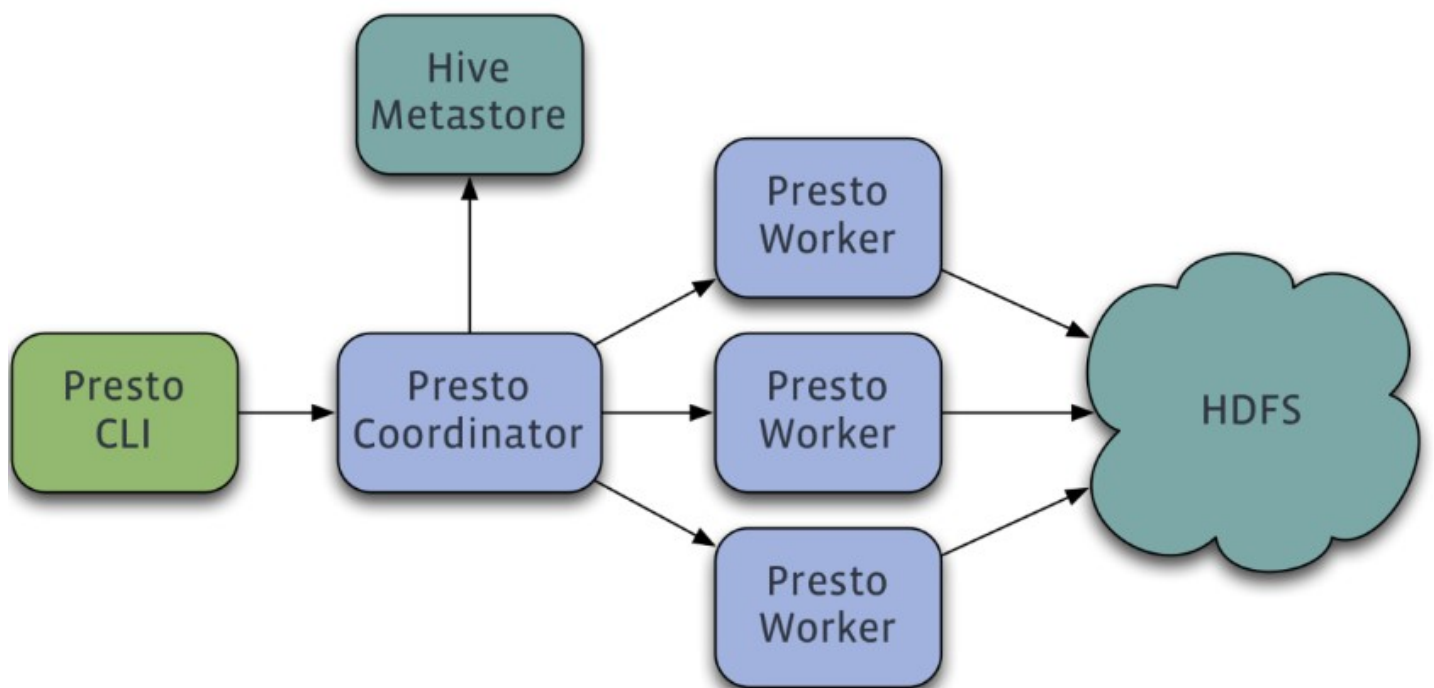 Hive
Metastore
Presto
Worker
Presto
CLI
Presto
Coordinator
Presto
Worker
HDFS
Presto
Worker